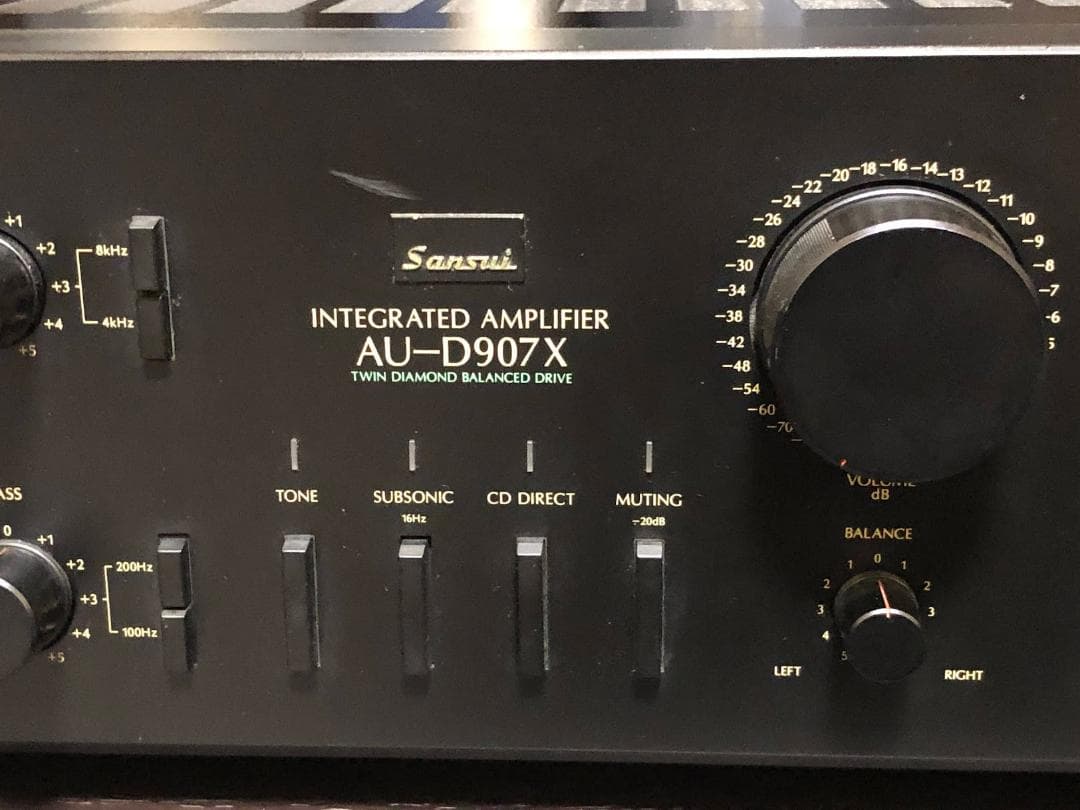 Sansui
INTEGRATED AMPLIFIER
AU-D907X
TWIN DIAMOND BALANCED DRIVE
+1
+2
+3
+4
+5
8kHz
4kHz
TONE
SUBSONIC
16Hz
CD DIRECT
MUTING
-20dB
ASS
0
+1
+2
+3
+4
+5
200Hz
100Hz
-70
-60
-54
-48
-42
-38
-34
-30
-28
-26
-24
-22
-20
-18
-16
-14
-13
-12
-11
-10
-9
-8
-7
-6
5
VOLUME
dB
BALANCE
5
4
3
2
1
0
1
2
3
LEFT
RIGHT